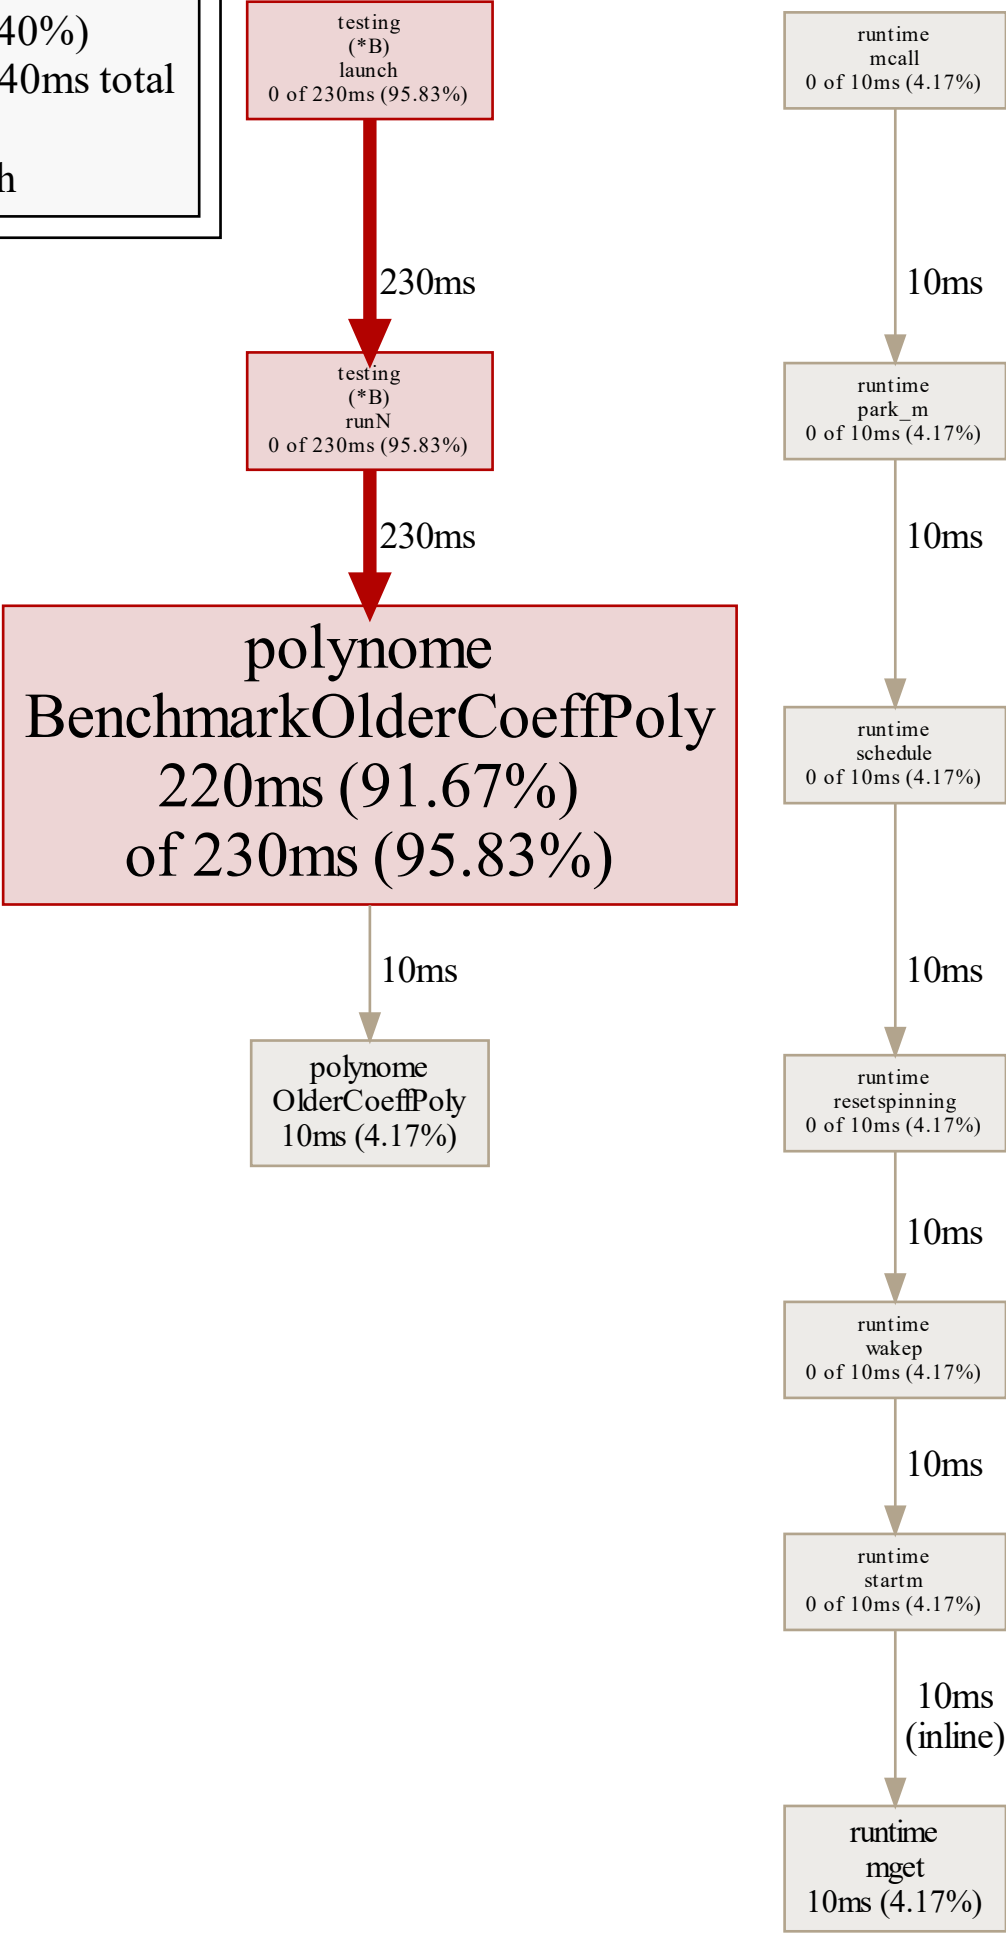 40%)
40ms total
h
testing
(*B)
launch
0 of 230ms (95.83%)
230ms
testing
(*B)
runN
0 of 230ms (95.83%)
230ms
polynome
BenchmarkOlderCoeffPoly
220ms (91.67%)
of 230ms (95.83%)
10ms
polynome
OlderCoeffPoly
10ms (4.17%)
runtime
mcall
0 of 10ms (4.17%)
10ms
runtime
park_m
0 of 10ms (4.17%)
10ms
runtime
schedule
0 of 10ms (4.17%)
10ms
runtime
resetspinning
0 of 10ms (4.17%)
10ms
runtime
wakep
0 of 10ms (4.17%)
10ms
runtime
startm
0 of 10ms (4.17%)
10ms
(inline)
runtime
mget
10ms (4.17%)